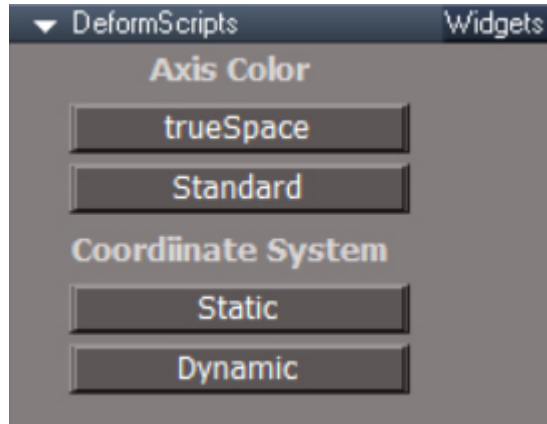 DeformScripts Widgets
Axis Color
trueSpace
Standard
Coordiinate System
Static
Dynamic